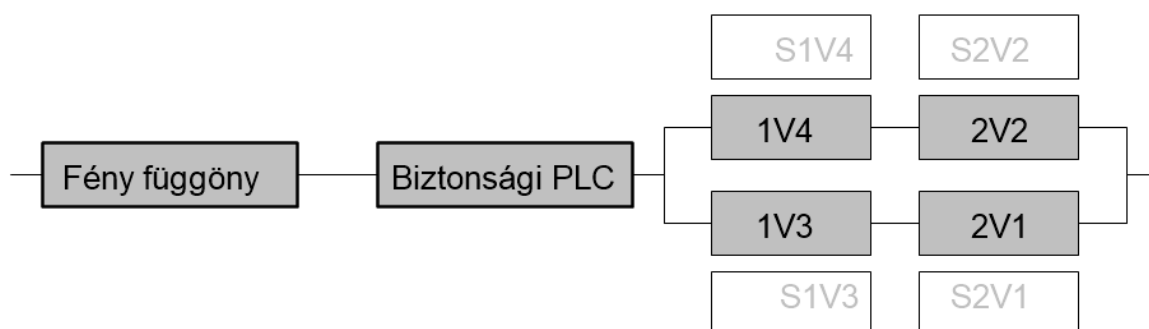 S1V4 S2V2
1V4 2V2
Fény függöny Biztonsági PLC
1V3 2V1
S1V3 S2V1